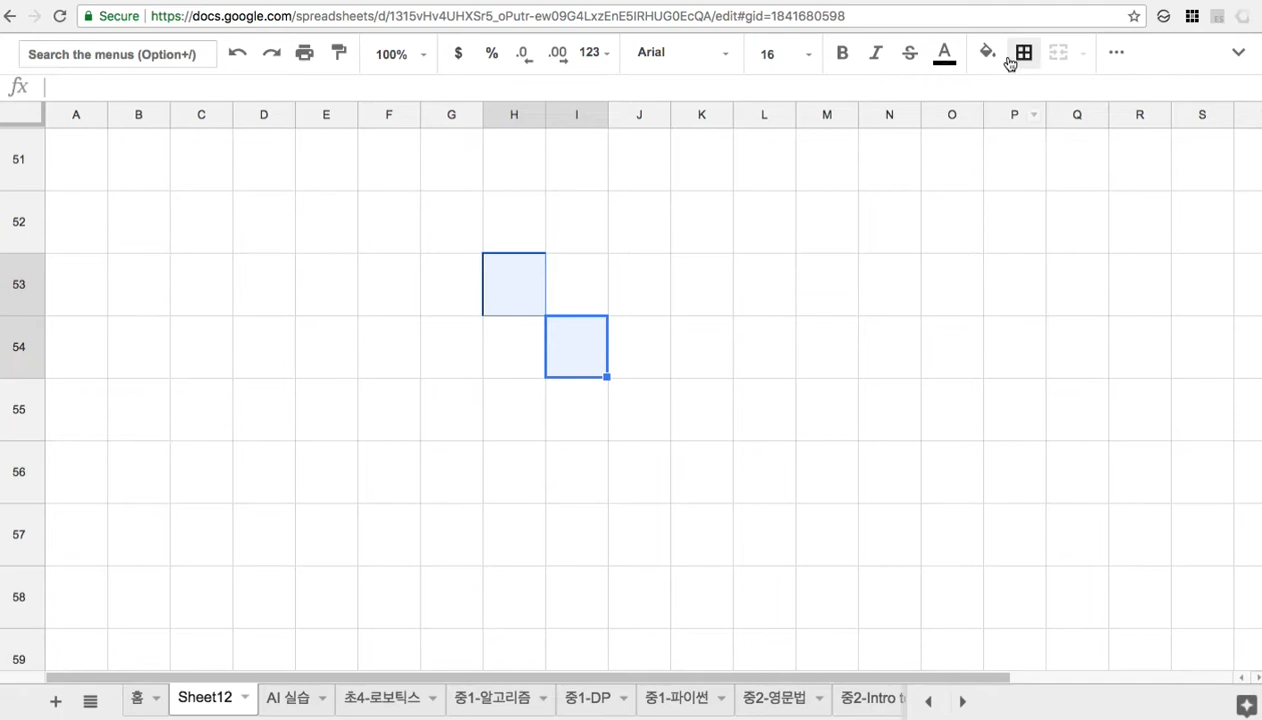 Secure https://docs.google.com/spreadsheets/d/1315vHv4UHXSr5_oPutr-ew09G4LxzEnE5IRHUG0EcQA/edit#gid=1841680598
Search the menus (Option+/) 100% $ % .0 .00 123 Arial 16 B I S A
fx
A B C D E F G H I J K L M N O P Q R S
51
52
53
54
55
56
57
58
59
홈 Sheet12 AI 실습 초4-로보틱스 중1-알고리즘 중1-DP 중1-파이썬 중2-영문법 중2-Intro